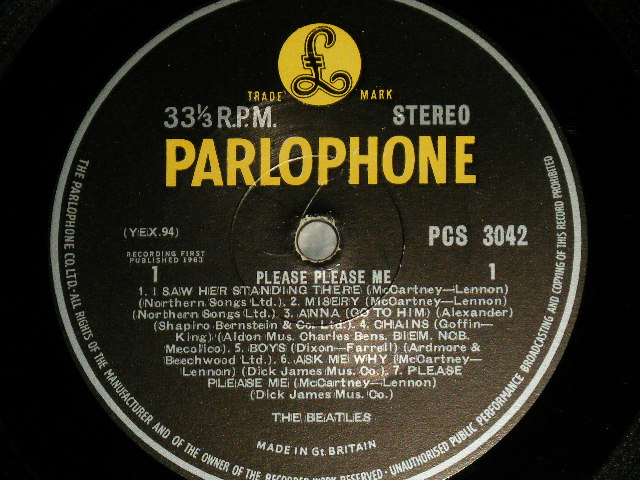 £
TRADE MARK
33⅓ R.P.M. STEREO
PARLOPHONE
(YEX.94) PCS 3042
RECORDING FIRST
PUBLISHED 1963
1 PLEASE PLEASE ME 1
1. I SAW HER STANDING THERE (McCartney—Lennon)
(Northern Songs Ltd.). 2. MISERY (McCartney—Lennon)
(Northern Songs Ltd.). 3. ANNA (GO TO HIM) (Alexander)
(Shapiro Bernstein & Co. Ltd.). 4. CHAINS (Goffin—
King) (Aldon Mus. Charles Bens. BIEM. NCB.
Mecolico). 5. BOYS (Dixon—Farrell) (Ardmore &
Beechwood Ltd.). 6. ASK ME WHY (McCartney—
Lennon) (Dick James Mus. Co.). 7. PLEASE
PLEASE ME (McCartney—Lennon)
(Dick James Mus. Co.)
THE BEATLES
MADE IN Gt. BRITAIN
THE PARLOPHONE CO. LTD.· ALL RIGHTS OF THE MANUFACTURER AND OF THE OWNER OF THE RECORDED WORK RESERVED · UNAUTHORISED PUBLIC PERFORMANCE BROADCASTING AND COPYING OF THIS RECORD PROHIBITED